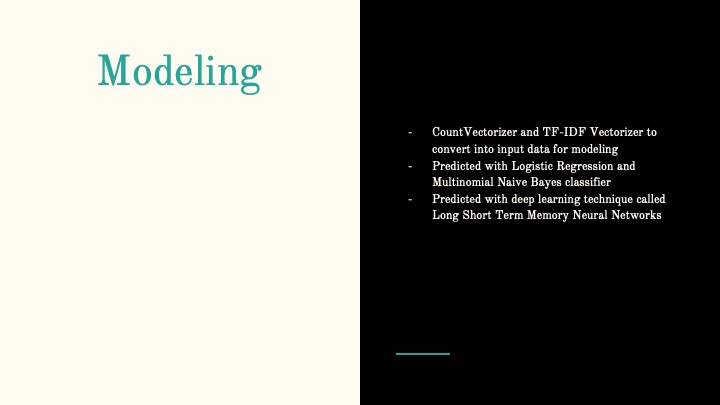 Modeling
- CountVectorizer and TF-IDF Vectorizer to
convert into input data for modeling
- Predicted with Logistic Regression and
Multinomial Naive Bayes classifier
- Predicted with deep learning technique called
Long Short Term Memory Neural Networks